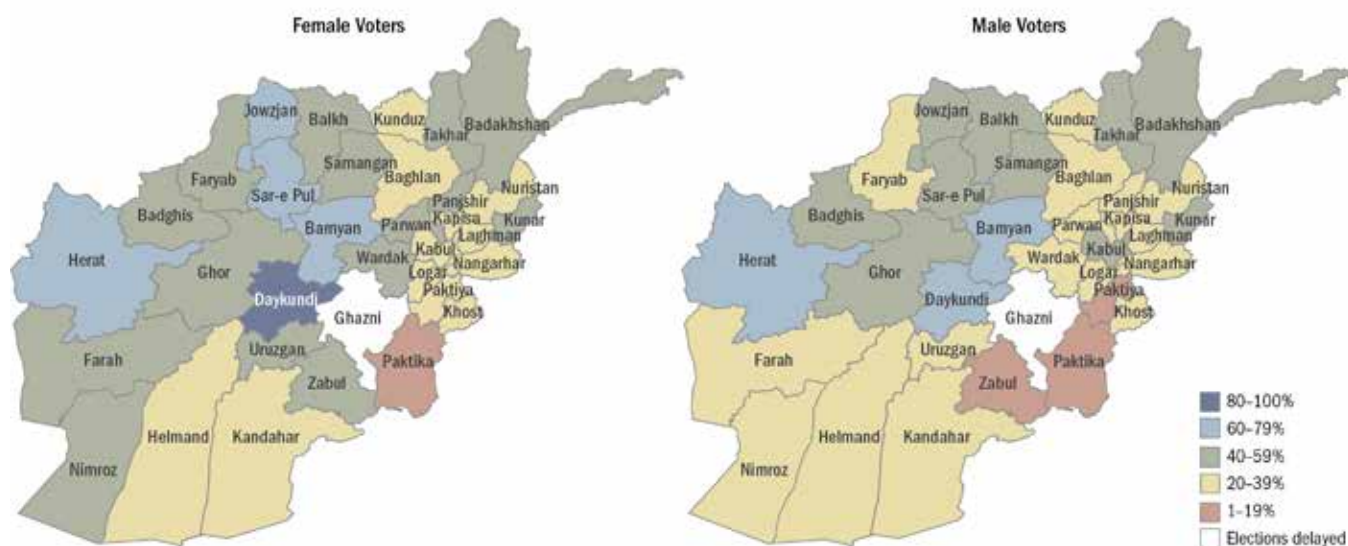 Female Voters
Jowzjan
Balkh
Kunduz
Takhar
Badakhshan
Samangan
Faryab
Baghlan
Sar-e Pul
Nuristan
Panjshir
Badghis
Kapisa
Kunar
Bamyan
Parwan
Laghman
Kabul
Wardak
Herat
Nangarhar
Ghor
Logar
Paktiya
Daykundi
Khost
Ghazni
Uruzgan
Farah
Paktika
Zabul
Helmand
Kandahar
Nimroz
Male Voters
Jowzjan
Balkh
Kunduz
Takhar
Badakhshan
Samangan
Faryab
Baghlan
Nuristan
Sar-e Pul
Panjshir
Badghis
Kapisa
Kunar
Parwan
Bamyan
Laghman
Kabul
Herat
Wardak
Nangarhar
Ghor
Logar
Paktiya
Daykundi
Khost
Ghazni
Uruzgan
Farah
Paktika
Zabul
Helmand
Kandahar
Nimroz
80–100%
60–79%
40–59%
20–39%
1–19%
Elections delayed